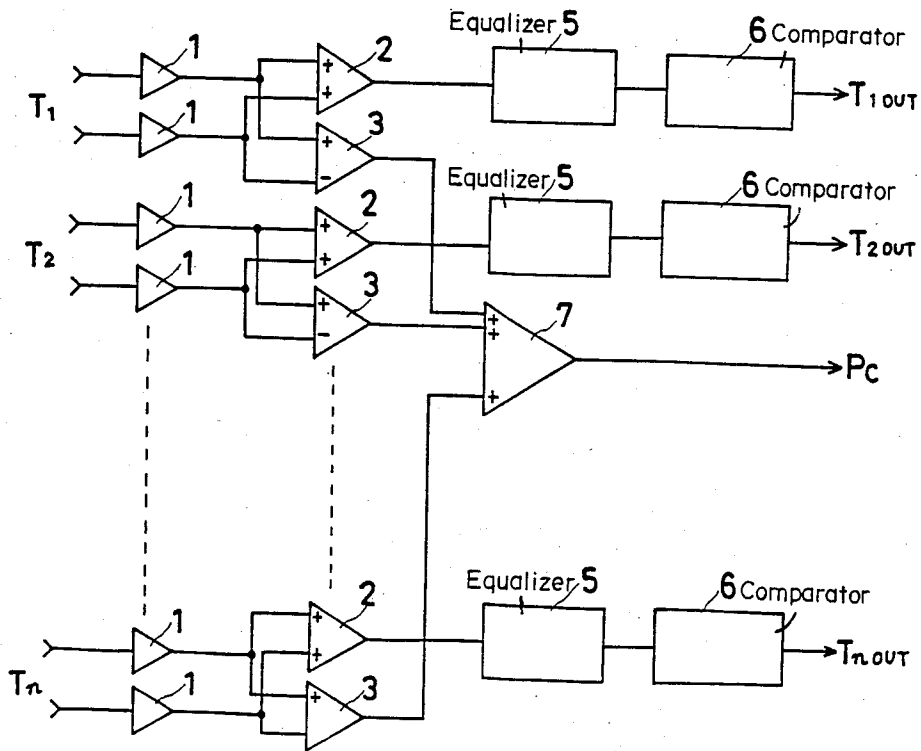 Equalizer 5
6 Comparator
1
2
+
+
T₁
1
3
+
−
T₁ OUT
Equalizer 5
6 Comparator
1
2
+
+
T₂
1
3
+
−
T₂ OUT
7
+
+
+
Pc
Equalizer 5
6 Comparator
1
2
+
+
Tn
1
3
+
Tn OUT